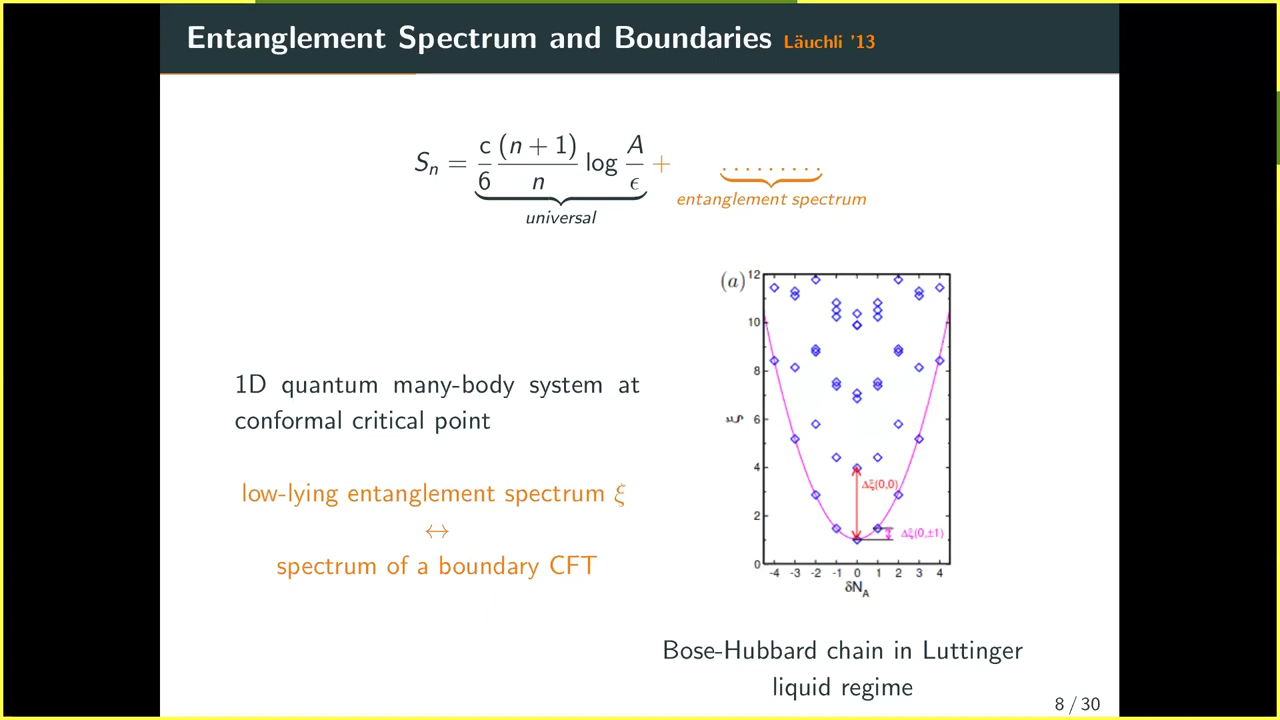 Entanglement Spectrum and Boundaries Läuchli '13
S_n = c/6 (n + 1)/n log A/ϵ + .........
universal
entanglement spectrum
1D quantum many-body system at
conformal critical point
low-lying entanglement spectrum ξ
↔
spectrum of a boundary CFT
(a)
12
10
8
6
4
2
0
ξ
Δξ(0,0)
Δξ(0,±1)
-4 -3 -2 -1 0 1 2 3 4
δN_A
Bose-Hubbard chain in Luttinger
liquid regime
8 / 30